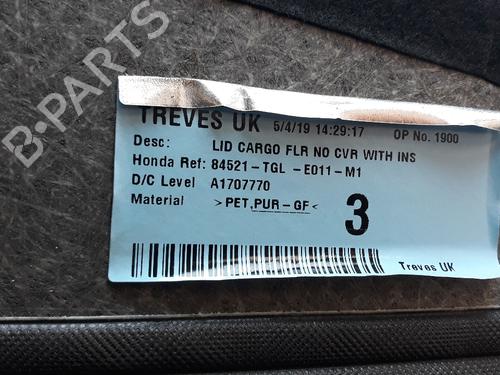 B-PARTS
TREVES UK 5/4/19 14:29:17 OP No. 1900
Desc: LID CARGO FLR NO CVR WITH INS
Honda Ref: 84521-TGL -E011-M1
D/C Level A1707770
Material >PET,PUR-GF<
3
Treves UK